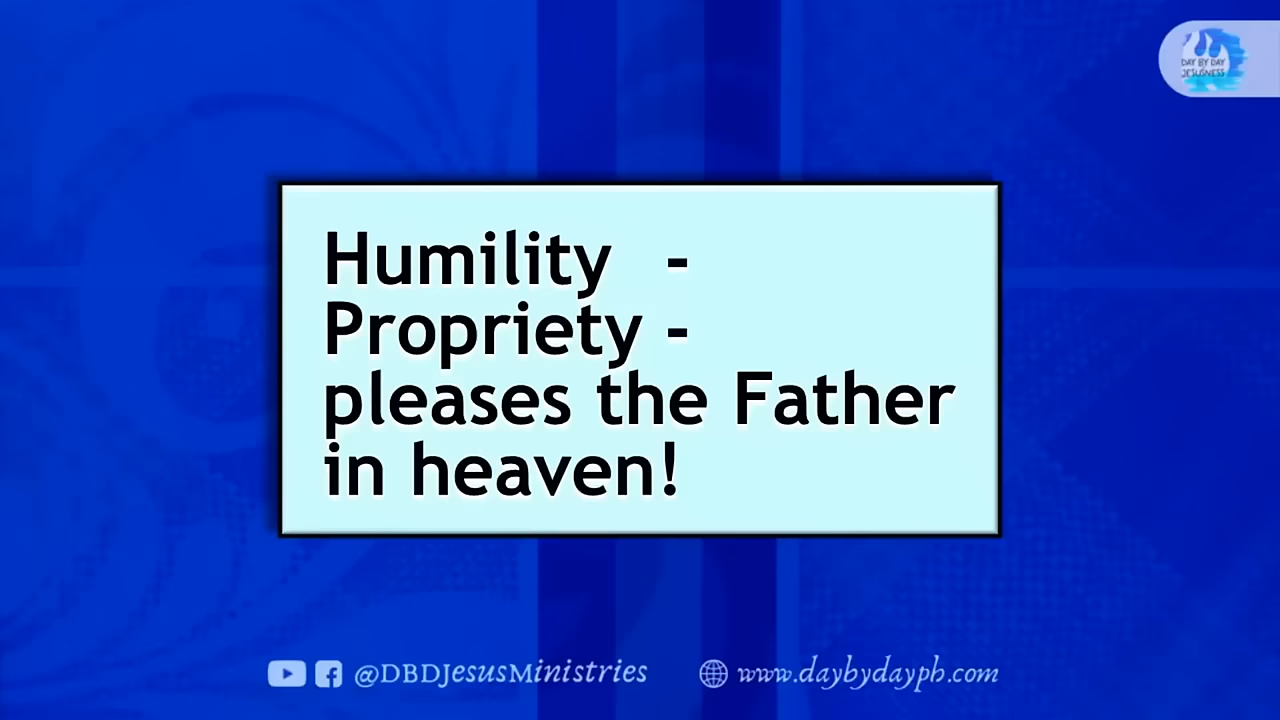 DAY BY DAY
JESUSNESS
Humility -
Propriety -
pleases the Father
in heaven!
@DBDJesusMinistries
www.daybydayph.com